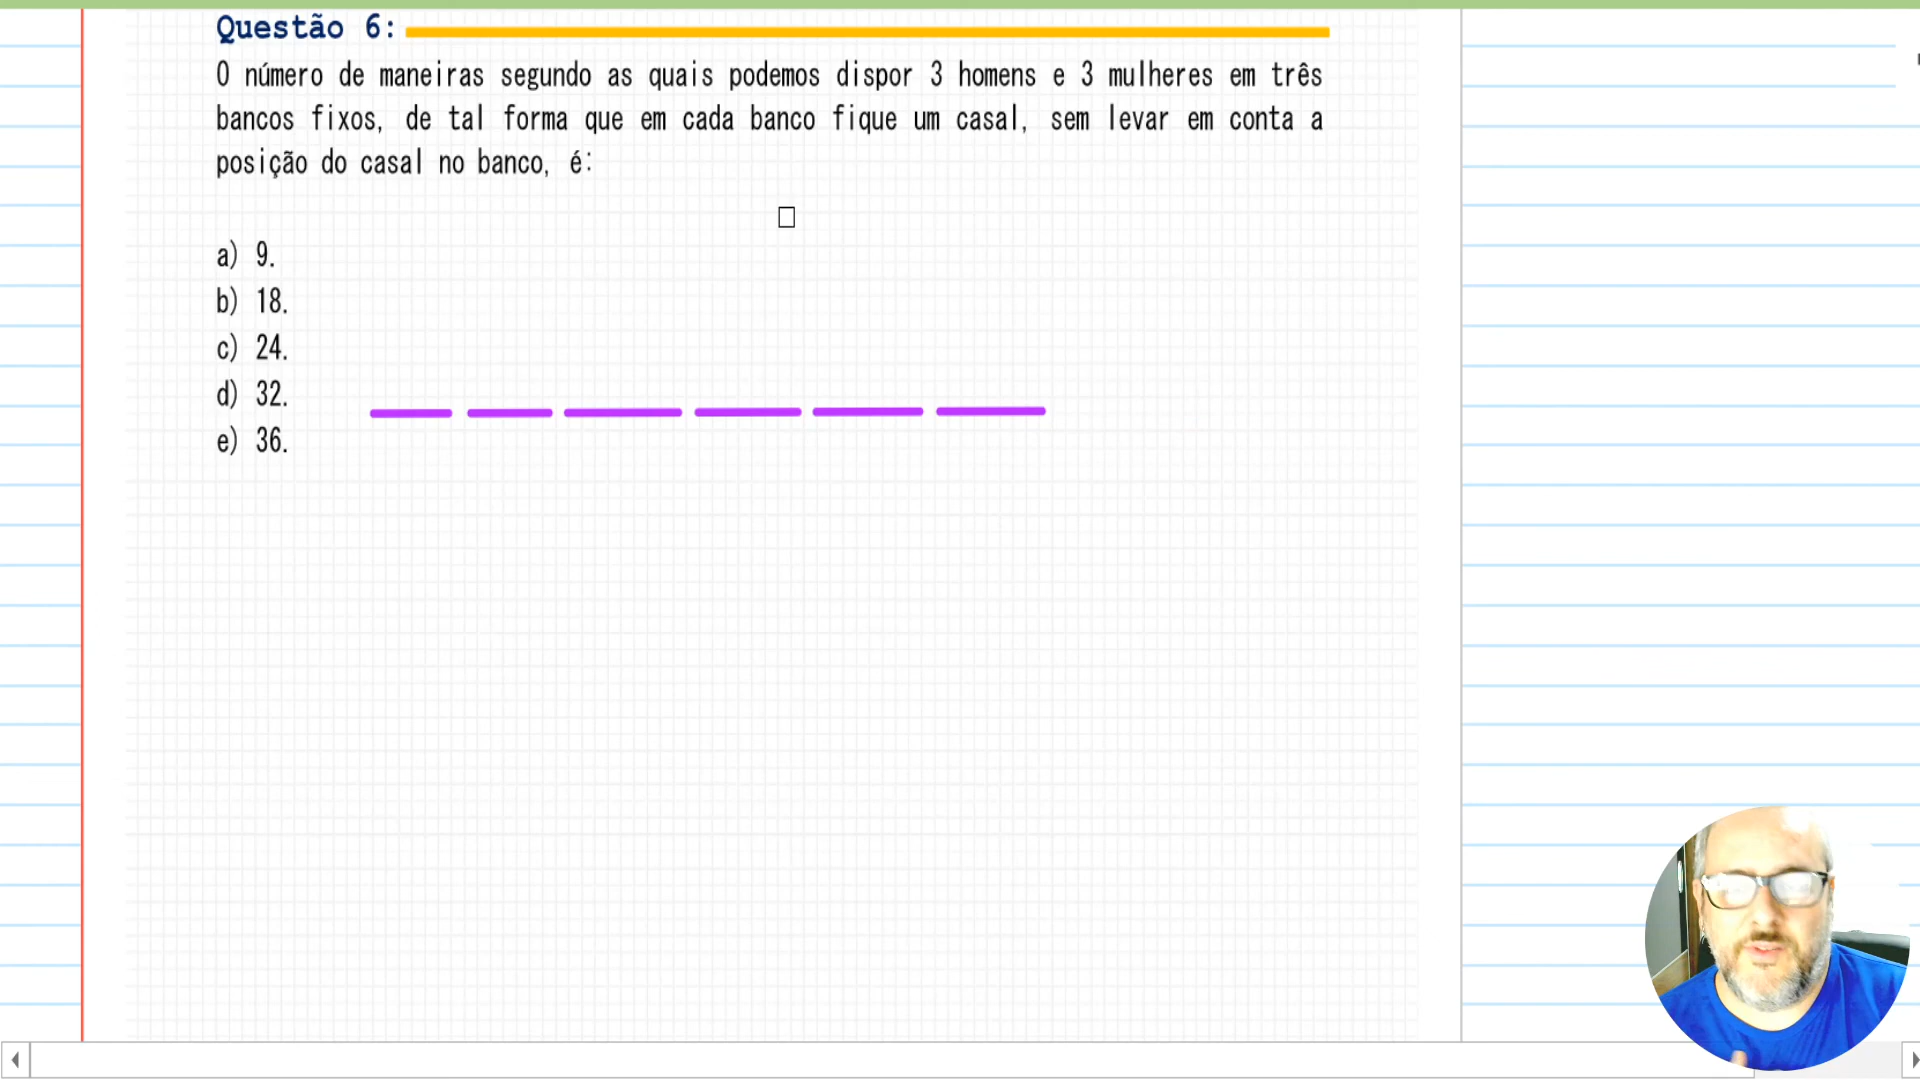 Questão 6:
O número de maneiras segundo as quais podemos dispor 3 homens e 3 mulheres em três
bancos fixos, de tal forma que em cada banco fique um casal, sem levar em conta a
posição do casal no banco, é:
a) 9.
b) 18.
c) 24.
d) 32.
e) 36.